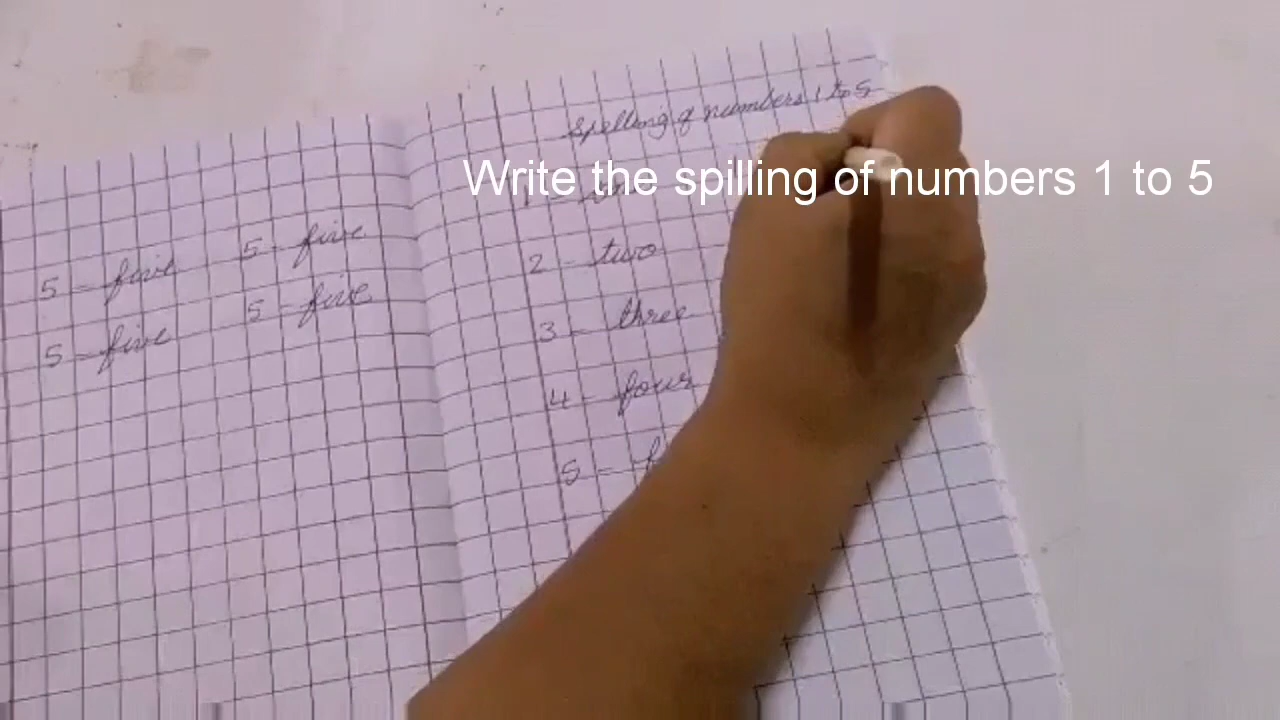 spelling of numbers 1 to 5
Write the spilling of numbers 1 to 5
2 - two
3 - three
4 - four
5 -
5 - five 5 - five
5 - five 5 - five